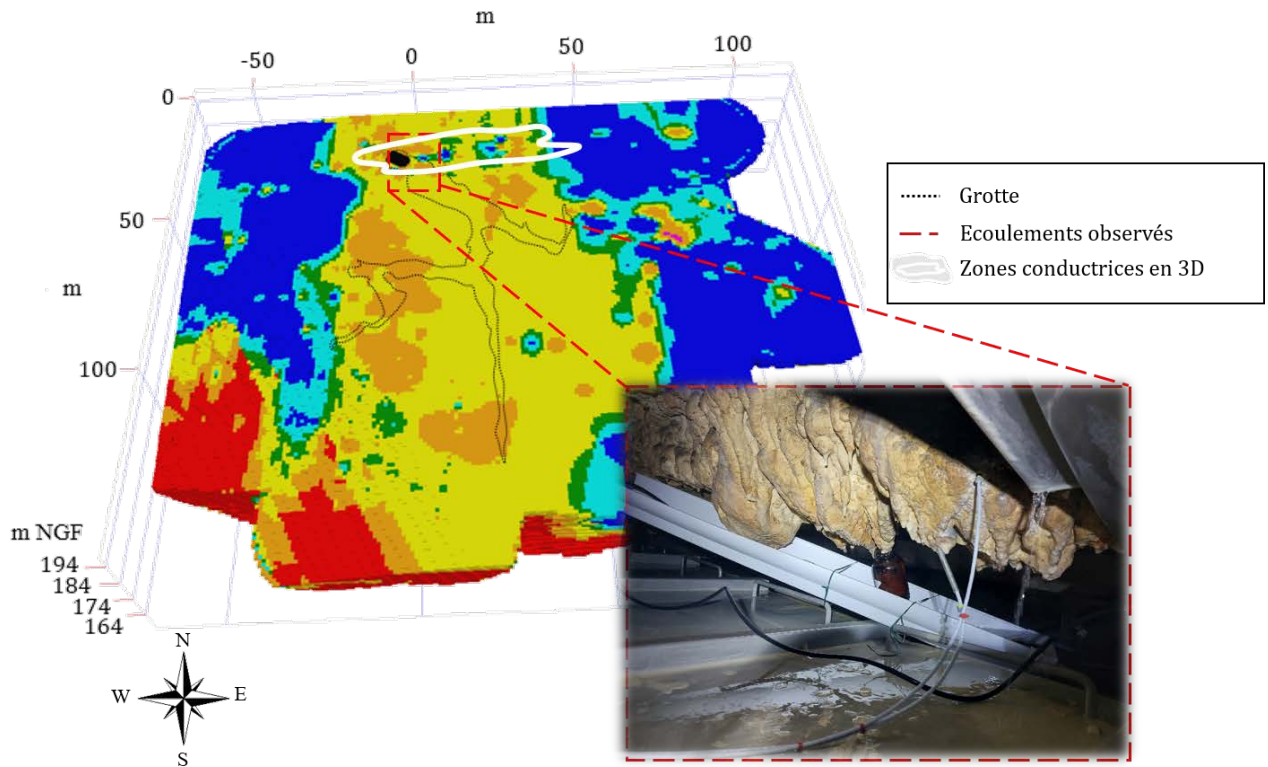 m
-50 0 50 100
0
50
m
100
m NGF
194
184
174
164
N
W E
S
Grotte
Ecoulements observés
Zones conductrices en 3D